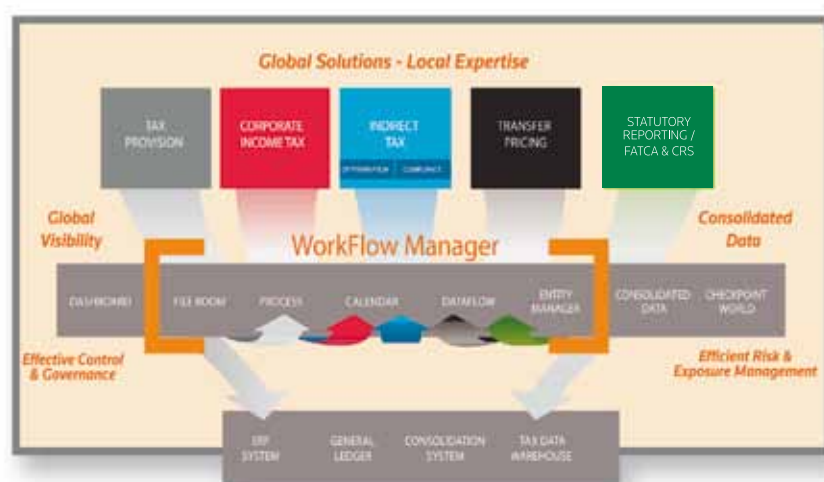 Global Solutions - Local Expertise
TAX
PROVISION
CORPORATE
INCOME TAX
INDIRECT
TAX
COMPLIANCE
TRANSFER
PRICING
STATUTORY
REPORTING /
FATCA & CRS
Global
Visibility
WorkFlow Manager
Consolidated
Data
DASHBOARD
FILE ROOM
PROCESS
CALENDAR
DATAFLOW
ENTITY
MANAGER
CONSOLIDATED
DATA
CHECKPOINT
WORLD
Effective Control
& Governance
Efficient Risk &
Exposure Management
ERP
SYSTEM
GENERAL
LEDGER
CONSOLIDATION
SYSTEM
TAX DATA
WAREHOUSE